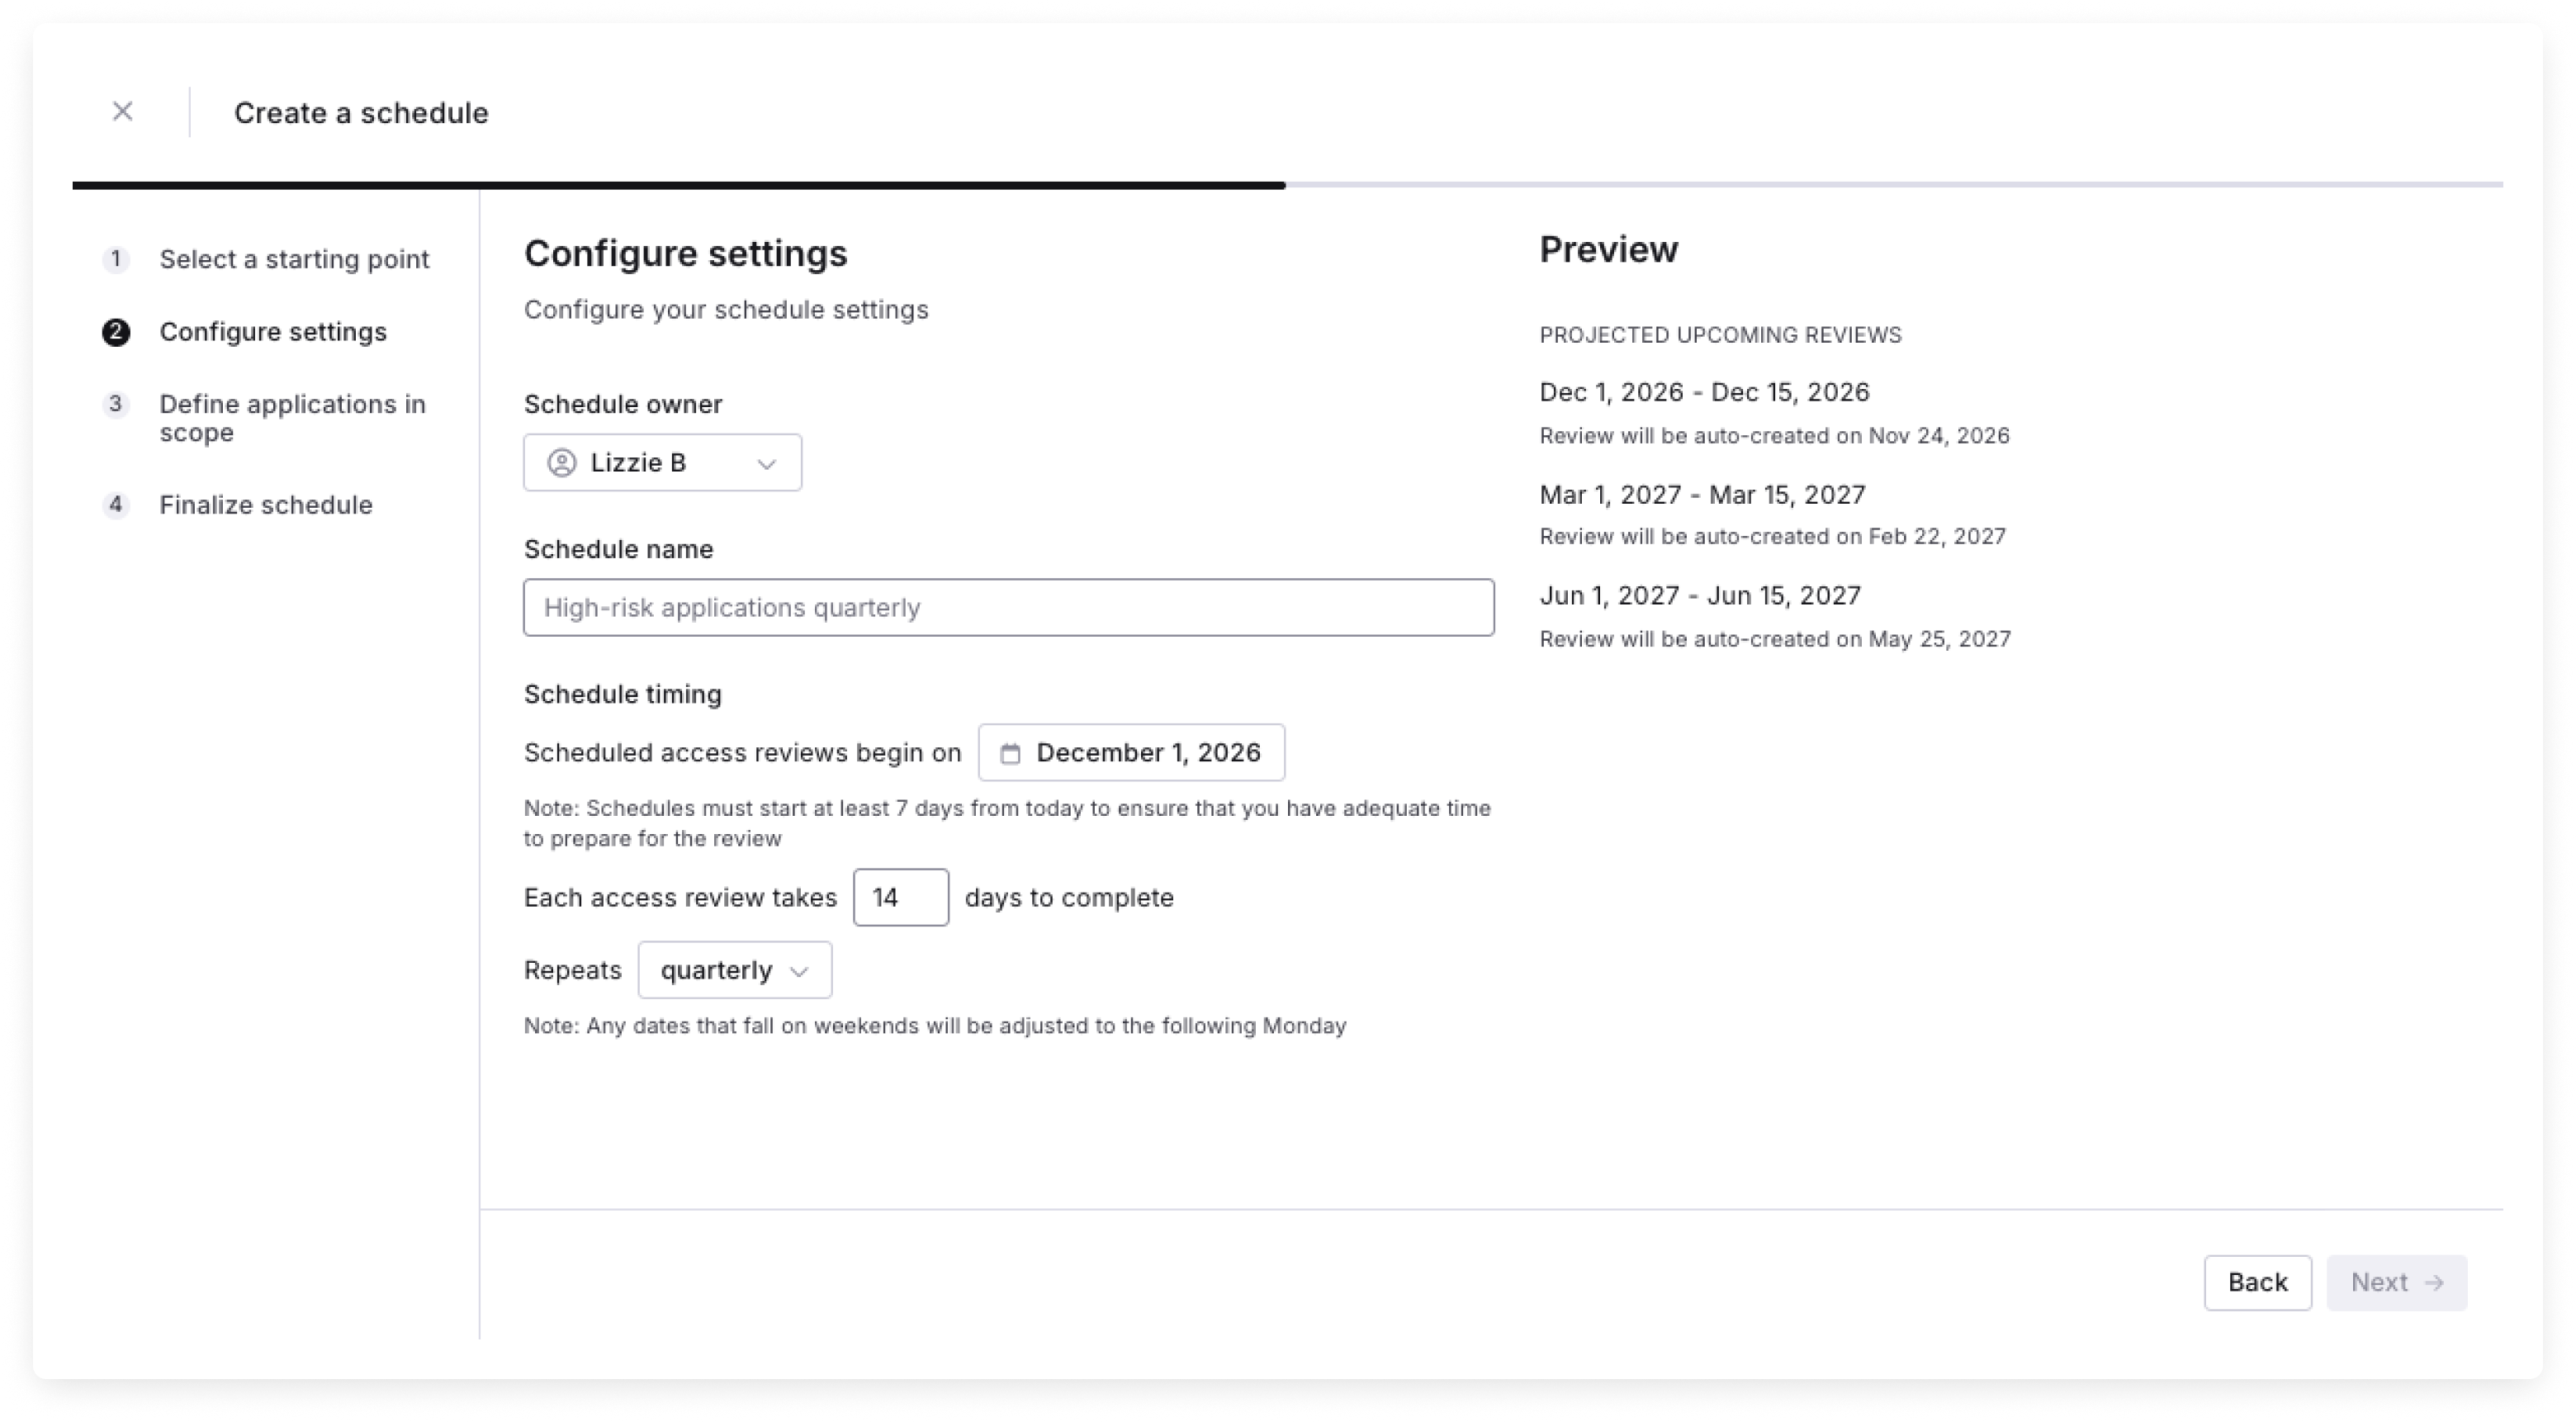 Create a schedule
1 Select a starting point
2 Configure settings
3 Define applications in
scope
4 Finalize schedule
Configure settings
Configure your schedule settings
Schedule owner
Lizzie B
Schedule name
High-risk applications quarterly
Schedule timing
Scheduled access reviews begin on December 1, 2026
Note: Schedules must start at least 7 days from today to ensure that you have adequate time
to prepare for the review
Each access review takes 14 days to complete
Repeats quarterly
Note: Any dates that fall on weekends will be adjusted to the following Monday
Preview
PROJECTED UPCOMING REVIEWS
Dec 1, 2026 - Dec 15, 2026
Review will be auto-created on Nov 24, 2026
Mar 1, 2027 - Mar 15, 2027
Review will be auto-created on Feb 22, 2027
Jun 1, 2027 - Jun 15, 2027
Review will be auto-created on May 25, 2027
Back
Next